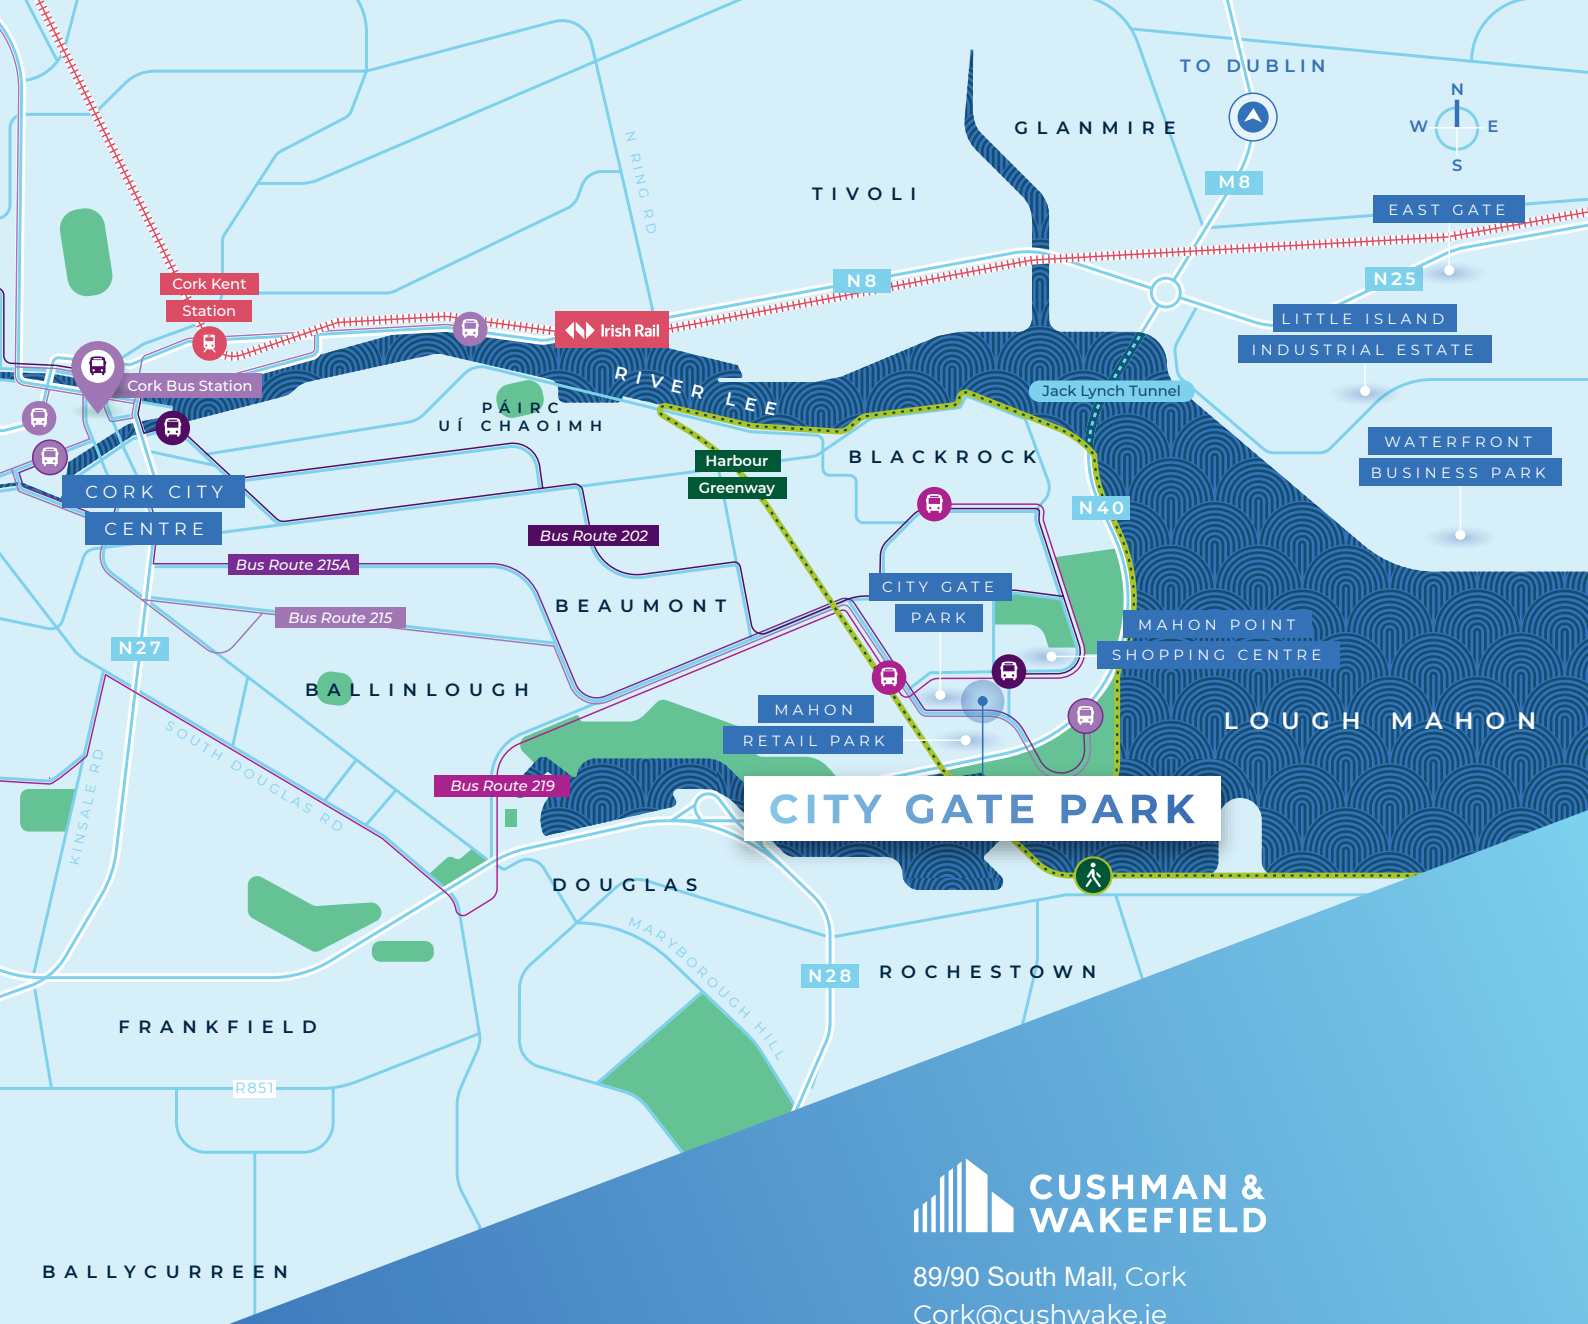 TO DUBLIN
N
W E
S
GLANMIRE
TIVOLI
M8
EAST GATE
N RING RD
Cork Kent
Station
N8
N25
LITTLE ISLAND
INDUSTRIAL ESTATE
Irish Rail
Cork Bus Station
RIVER LEE
Jack Lynch Tunnel
PÁIRC
UÍ CHAOIMH
WATERFRONT
BUSINESS PARK
BLACKROCK
Harbour
Greenway
CORK CITY
CENTRE
N40
Bus Route 202
Bus Route 215A
CITY GATE
PARK
BEAUMONT
Bus Route 215
MAHON POINT
SHOPPING CENTRE
N27
BALLINLOUGH
MAHON
RETAIL PARK
LOUGH MAHON
SOUTH DOUGLAS RD
KINSALE RD
Bus Route 219
CITY GATE PARK
DOUGLAS
MARYBOROUGH HILL
N28
ROCHESTOWN
FRANKFIELD
R851
BALLYCURREEN
CUSHMAN &
WAKEFIELD
89/90 South Mall, Cork
Cork@cushwake.ie